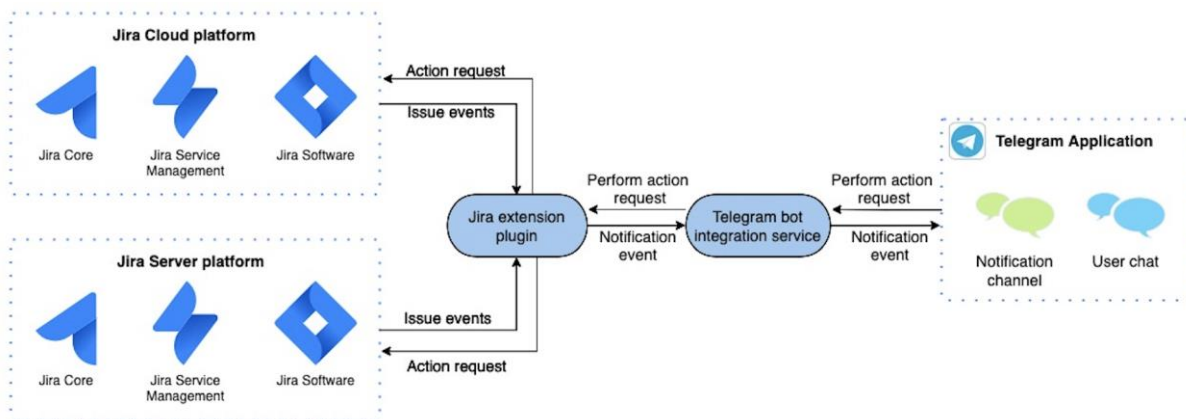 Jira Cloud platform
Jira Core
Jira Service
Management
Jira Software
Action request
Issue events
Jira Server platform
Jira Core
Jira Service
Management
Jira Software
Issue events
Action request
Jira extension
plugin
Perform action
request
Notification
event
Telegram bot
integration service
Perform action
request
Notification
event
Telegram Application
Notification
channel
User chat